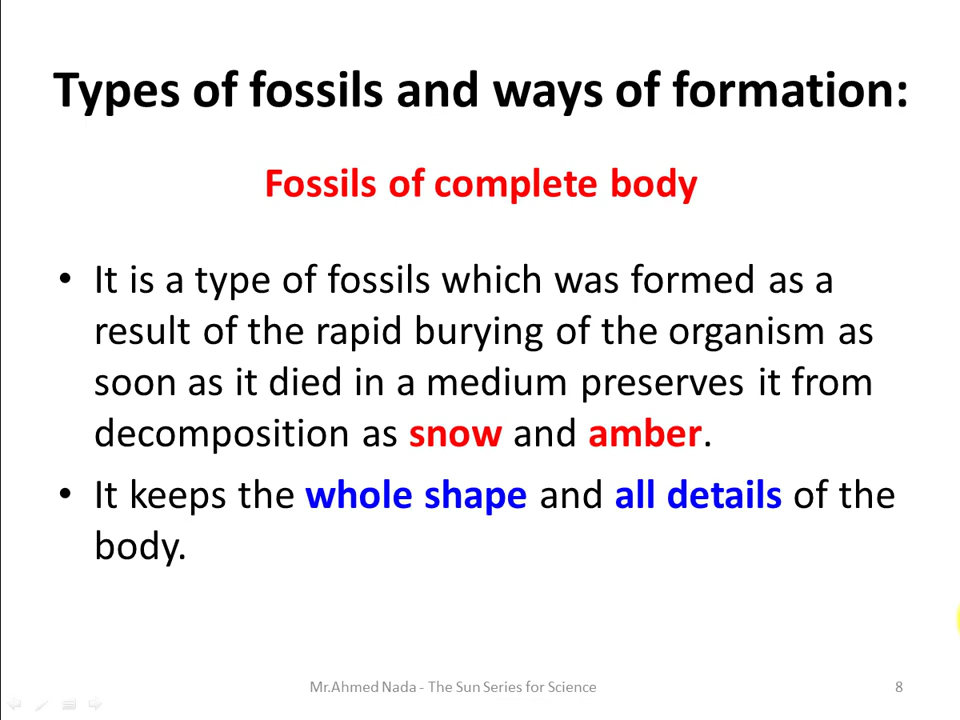 Types of fossils and ways of formation:
Fossils of complete body
• It is a type of fossils which was formed as a
result of the rapid burying of the organism as
soon as it died in a medium preserves it from
decomposition as snow and amber.
• It keeps the whole shape and all details of the
body.
Mr.Ahmed Nada - The Sun Series for Science
8